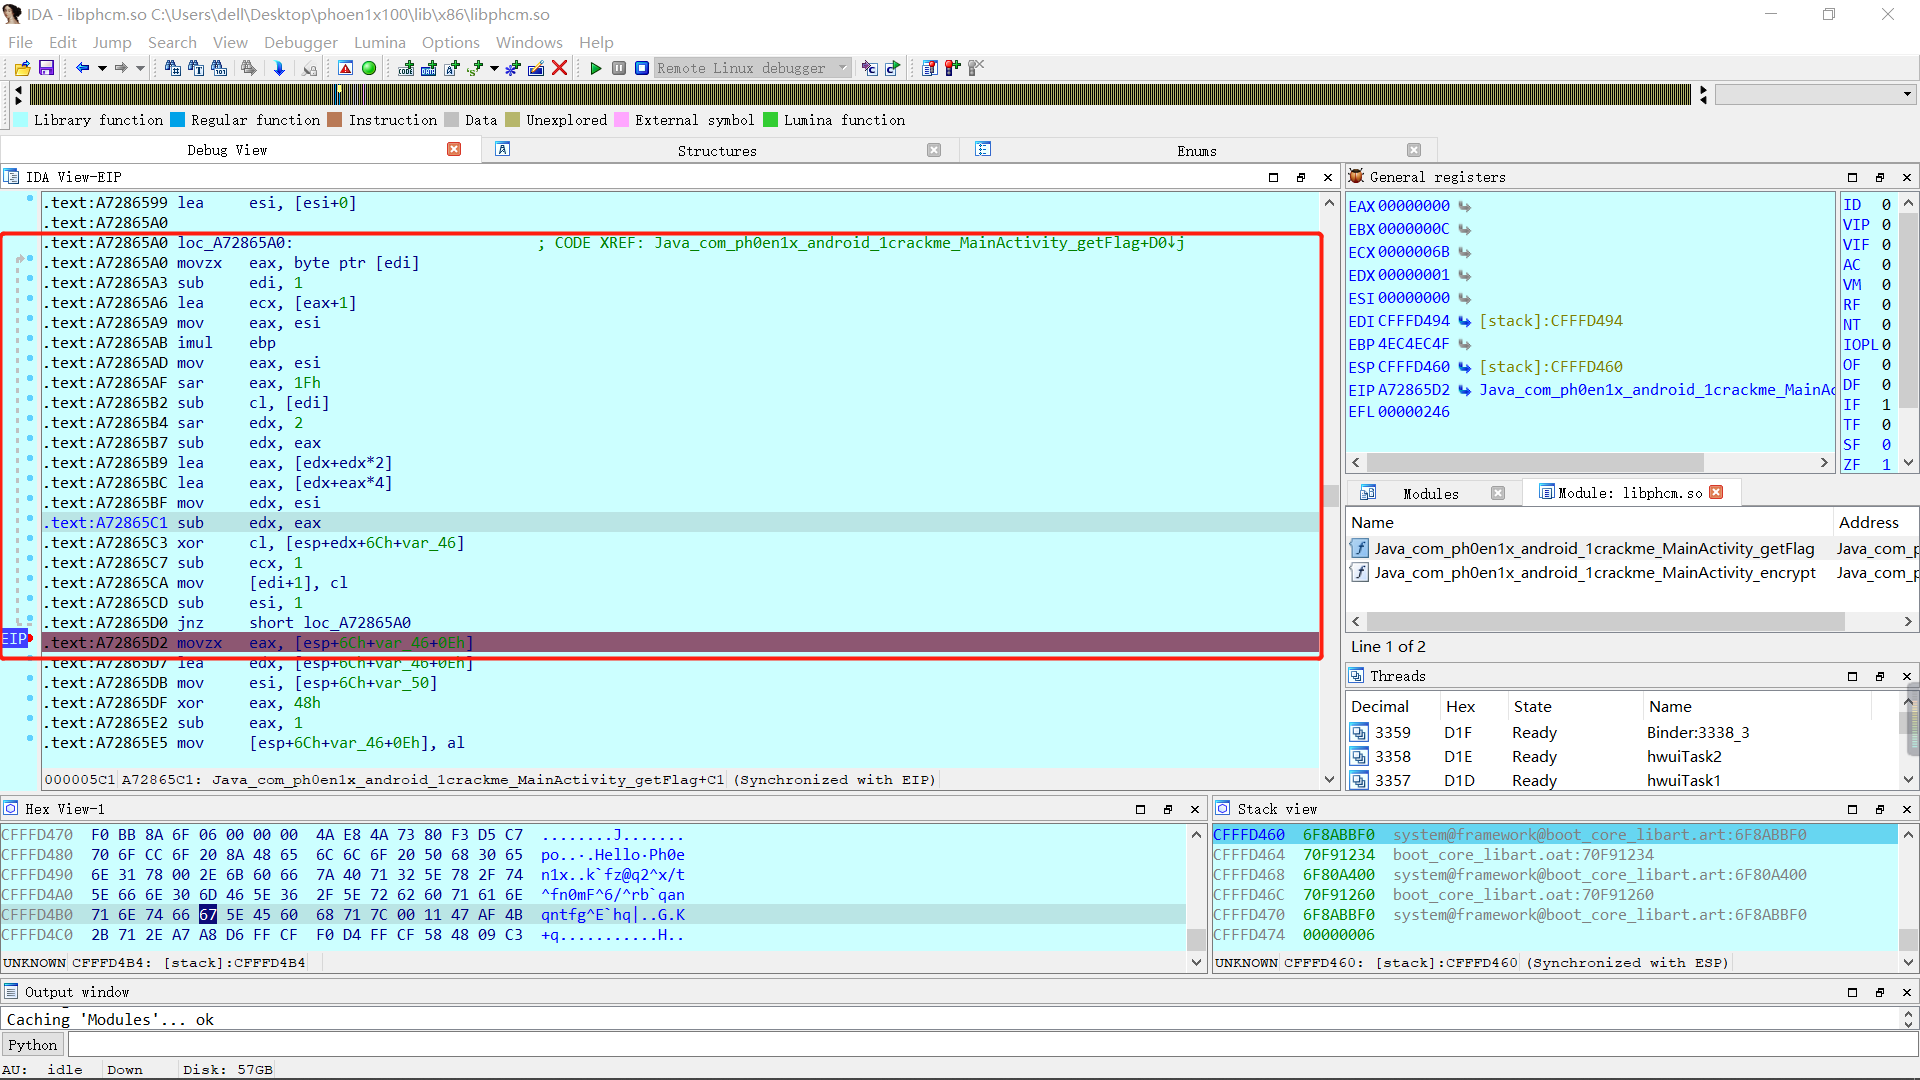 IDA - libphcm.so C:\Users\dell\Desktop\phoen1x100\lib\x86\libphcm.so
File Edit Jump Search View Debugger Lumina Options Windows Help
Remote Linux debugger
Library function Regular function Instruction Data Unexplored External symbol Lumina function
Debug View Structures Enums
IDA View-EIP
.text:A7286599 lea esi, [esi+0]
.text:A72865A0
.text:A72865A0 loc_A72865A0: ; CODE XREF: Java_com_ph0en1x_android_1crackme_MainActivity_getFlag+D0↓j
.text:A72865A0 movzx eax, byte ptr [edi]
.text:A72865A3 sub edi, 1
.text:A72865A6 lea ecx, [eax+1]
.text:A72865A9 mov eax, esi
.text:A72865AB imul ebp
.text:A72865AD mov eax, esi
.text:A72865AF sar eax, 1Fh
.text:A72865B2 sub cl, [edi]
.text:A72865B4 sar edx, 2
.text:A72865B7 sub edx, eax
.text:A72865B9 lea eax, [edx+edx*2]
.text:A72865BC lea eax, [edx+eax*4]
.text:A72865BF mov edx, esi
.text:A72865C1 sub edx, eax
.text:A72865C3 xor cl, [esp+edx+6Ch+var_46]
.text:A72865C7 sub ecx, 1
.text:A72865CA mov [edi+1], cl
.text:A72865CD sub esi, 1
.text:A72865D0 jnz short loc_A72865A0
EIP .text:A72865D2 movzx eax, [esp+6Ch+var_46+0Eh]
.text:A72865D7 lea edx, [esp+6Ch+var_46+0Eh]
.text:A72865DB mov esi, [esp+6Ch+var_50]
.text:A72865DF xor eax, 48h
.text:A72865E2 sub eax, 1
.text:A72865E5 mov [esp+6Ch+var_46+0Eh], al
000005C1 A72865C1: Java_com_ph0en1x_android_1crackme_MainActivity_getFlag+C1 (Synchronized with EIP)
General registers
EAX 00000000
EBX 0000000C
ECX 0000006B
EDX 00000001
ESI 00000000
EDI CFFFD494 [stack]:CFFFD494
EBP 4EC4EC4F
ESP CFFFD460 [stack]:CFFFD460
EIP A72865D2 Java_com_ph0en1x_android_1crackme_MainAc
EFL 00000246
ID 0
VIP 0
VIF 0
AC 0
VM 0
RF 0
NT 0
IOPL 0
OF 0
DF 0
IF 1
TF 0
SF 0
ZF 1
Modules Module: libphcm.so
Name Address
Java_com_ph0en1x_android_1crackme_MainActivity_getFlag Java_com_p
Java_com_ph0en1x_android_1crackme_MainActivity_encrypt Java_com_p
Line 1 of 2
Threads
Decimal Hex State Name
3359 D1F Ready Binder:3338_3
3358 D1E Ready hwuiTask2
3357 D1D Ready hwuiTask1
Hex View-1
CFFFD470 F0 BB 8A 6F 06 00 00 00 4A E8 4A 73 80 F3 D5 C7 ........J.......
CFFFD480 70 6F CC 6F 20 8A 48 65 6C 6C 6F 20 50 68 30 65 po..·.Hello·Ph0e
CFFFD490 6E 31 78 00 2E 6B 60 66 7A 40 71 32 5E 78 2F 74 n1x..k`fz@q2^x/t
CFFFD4A0 5E 66 6E 30 6D 46 5E 36 2F 5E 72 62 60 71 61 6E ^fn0mF^6/^rb`qan
CFFFD4B0 71 6E 74 66 67 5E 45 60 68 71 7C 00 11 47 AF 4B qntfg^E`hq|..G.K
CFFFD4C0 2B 71 2E A7 A8 D6 FF CF F0 D4 FF CF 58 48 09 C3 +q...........H..
UNKNOWN CFFFD4B4: [stack]:CFFFD4B4
Stack view
CFFFD460 6F8ABBF0 system@framework@boot_core_libart.art:6F8ABBF0
CFFFD464 70F91234 boot_core_libart.oat:70F91234
CFFFD468 6F80A400 system@framework@boot_core_libart.art:6F80A400
CFFFD46C 70F91260 boot_core_libart.oat:70F91260
CFFFD470 6F8ABBF0 system@framework@boot_core_libart.art:6F8ABBF0
CFFFD474 00000006
UNKNOWN CFFFD460: [stack]:CFFFD460 (Synchronized with ESP)
Output window
Caching 'Modules'... ok
Python
AU: idle Down Disk: 57GB